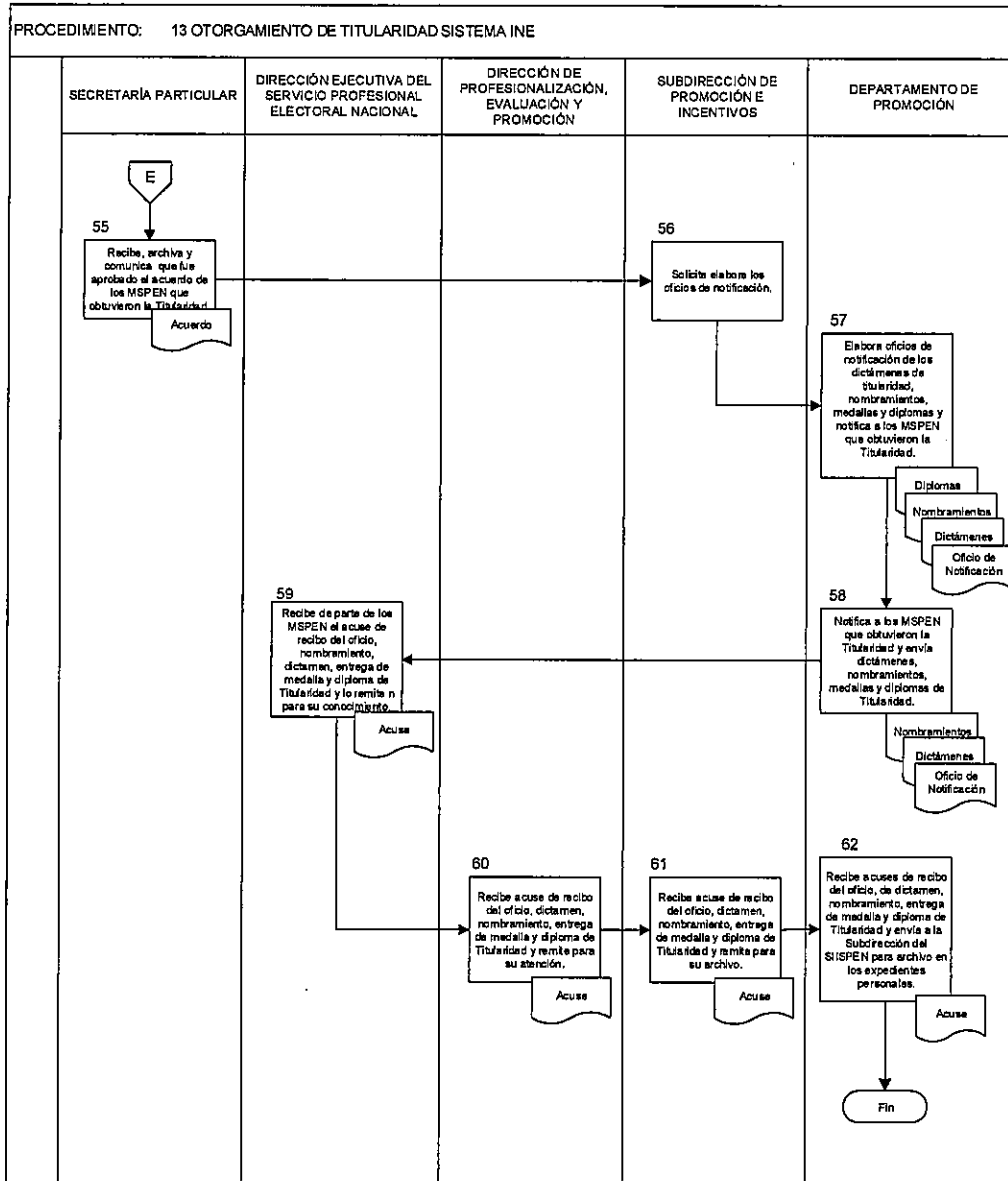 PROCEDIMIENTO: 13 OTORGAMIENTO DE TITULARIDAD SISTEMA INE
SECRETARÍA PARTICULAR
DIRECCIÓN EJECUTIVA DEL
SERVICIO PROFESIONAL
ELECTORAL NACIONAL
DIRECCIÓN DE
PROFESIONALIZACIÓN,
EVALUACIÓN Y
PROMOCIÓN
SUBDIRECCIÓN DE
PROMOCIÓN E
INCENTIVOS
DEPARTAMENTO DE
PROMOCIÓN
E
55
Recibe, archiva y
comunica que fue
aprobado el acuerdo de
los MSPEN que
obtuvieron la Titularidad
Acuerdo
56
Solicita elabore los
oficios de notificación.
57
Elabora oficios de
notificación de los
dictámenes de
titularidad,
nombramientos,
medallas y diplomas y
notifica a los MSPEN
que obtuvieron la
Titularidad.
Diplomas
Nombramientos
Dictámenes
Oficio de
Notificación
58
Notifica a los MSPEN
que obtuvieron la
Titularidad y envía
dictámenes,
nombramientos,
medallas y diplomas de
Titularidad.
Nombramientos
Dictámenes
Oficio de
Notificación
59
Recibe de parte de los
MSPEN el acuse de
recibo del oficio,
nombramiento,
dictamen, entrega de
medalla y diploma de
Titularidad y lo remite n
para su conocimiento.
Acuse
60
Recibe acuse de recibo
del oficio, dictamen,
nombramiento, entrega
de medalla y diploma de
Titularidad y remite para
su atención.
Acuse
61
Recibe acuse de recibo
del oficio, dictamen,
nombramiento, entrega
de medalla y diploma de
Titularidad y remite para
su archivo.
Acuse
62
Recibe acuses de recibo
del oficio, de dictamen,
nombramiento, entrega
de medalla y diploma de
Titularidad y envía a la
Subdirección del
SIISPEN para archivo en
los expedientes
personales.
Acuse
Fin